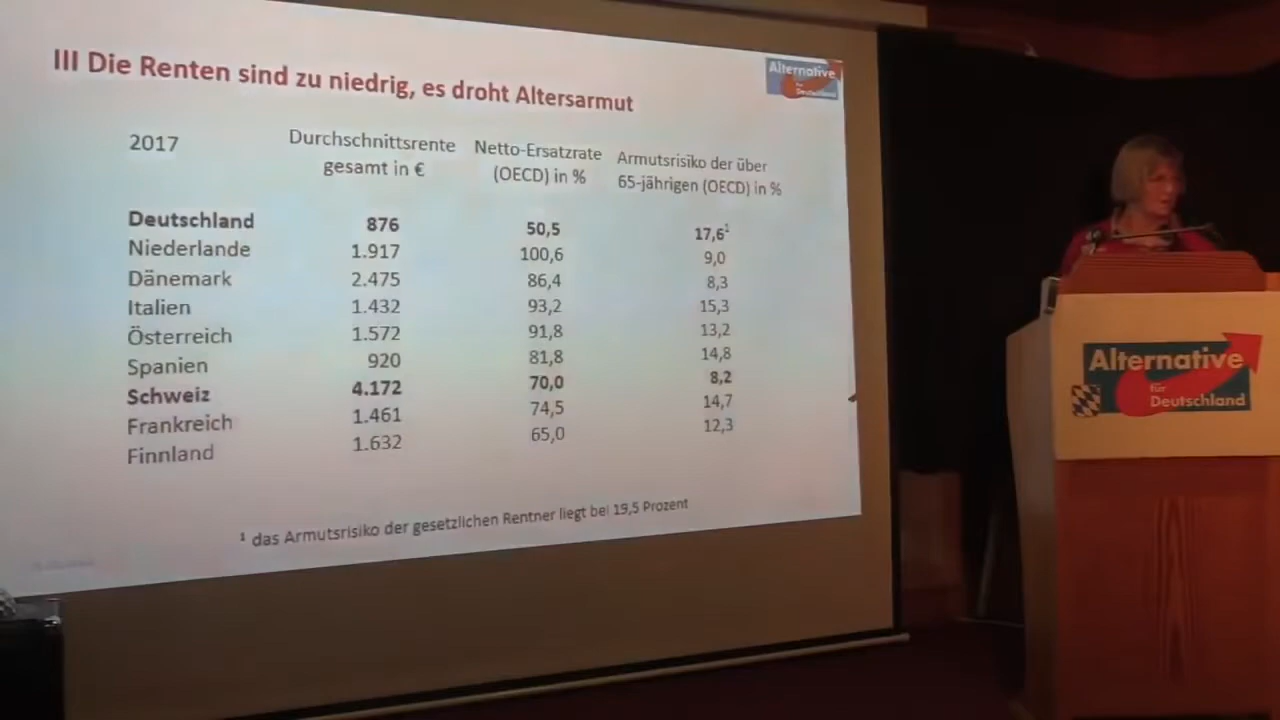 III Die Renten sind zu niedrig, es droht Altersarmut
Alternative
für
Deutschland
2017 Durchschnittsrente gesamt in € Netto-Ersatzrate (OECD) in % Armutsrisiko der über 65-jährigen (OECD) in %
Deutschland 876 50,5 17,6¹
Niederlande 1.917 100,6 9,0
Dänemark 2.475 86,4 8,3
Italien 1.432 93,2 15,3
Österreich 1.572 91,8 13,2
Spanien 920 81,8 14,8
Schweiz 4.172 70,0 8,2
Frankreich 1.461 74,5 14,7
Finnland 1.632 65,0 12,3
¹ das Armutsrisiko der gesetzlichen Rentner liegt bei 19,5 Prozent
Alternative
für
Deutschland